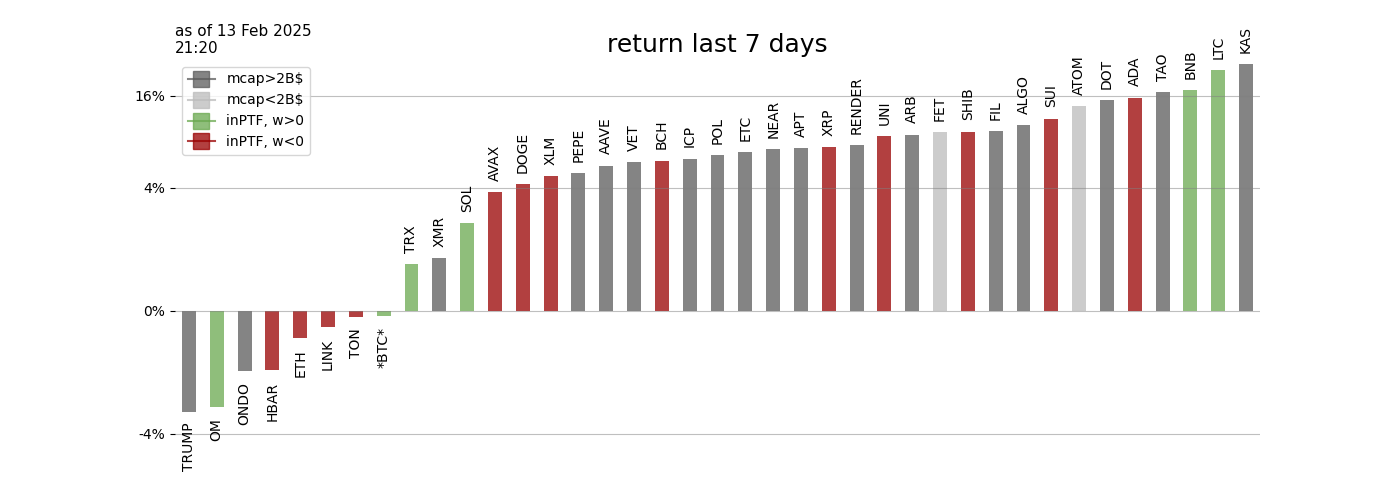 as of 13 Feb 2025
21:20
return last 7 days
mcap>2B$
mcap<2B$
inPTF, w>0
inPTF, w<0
16%
4%
0%
-4%
TRUMP
OM
ONDO
HBAR
ETH
LINK
TON
*BTC*
TRX
XMR
SOL
AVAX
DOGE
XLM
PEPE
AAVE
VET
BCH
ICP
POL
ETC
NEAR
APT
XRP
RENDER
UNI
ARB
FET
SHIB
FIL
ALGO
SUI
ATOM
DOT
ADA
TAO
BNB
LTC
KAS